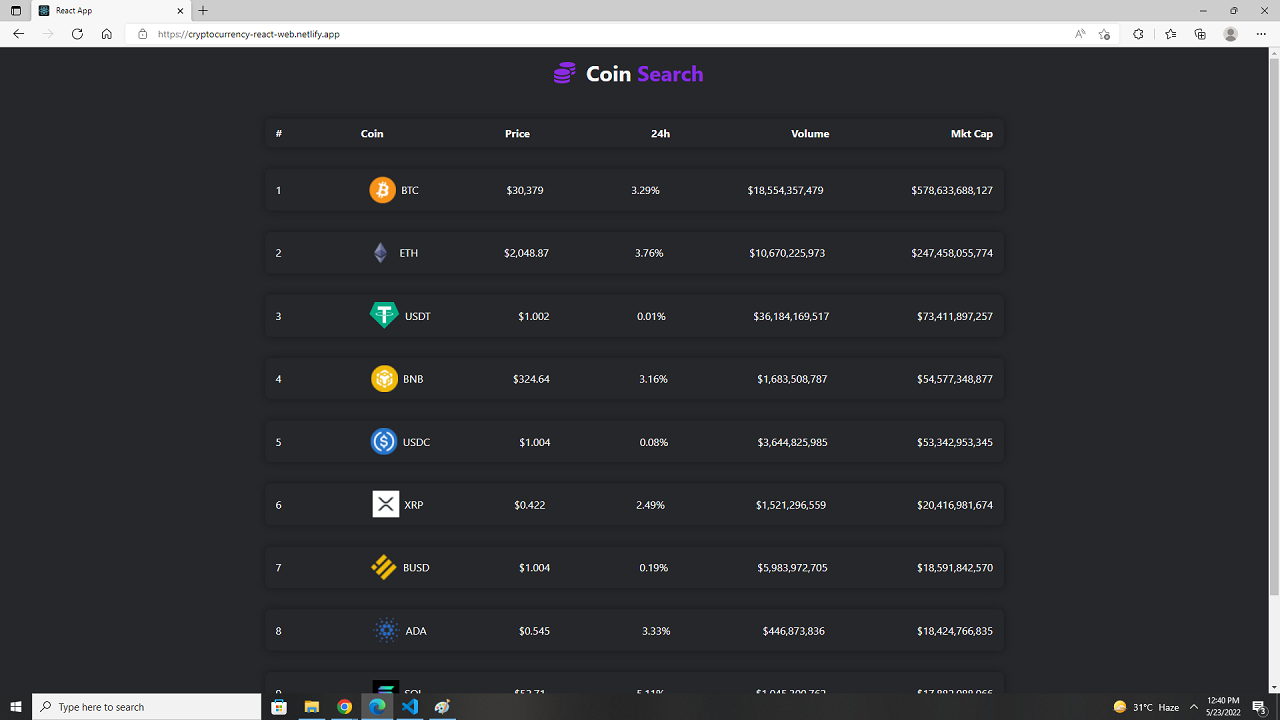 React App
https://cryptocurrency-react-web.netlify.app
Coin Search
# Coin Price 24h Volume Mkt Cap
1 BTC $30,379 3.29% $18,554,357,479 $578,633,688,127
2 ETH $2,048.87 3.76% $10,670,225,973 $247,458,055,774
3 USDT $1.002 0.01% $36,184,169,517 $73,411,897,257
4 BNB $324.64 3.16% $1,683,508,787 $54,577,348,877
5 USDC $1.004 0.08% $3,644,825,985 $53,342,953,345
6 XRP $0.422 2.49% $1,521,296,559 $20,416,981,674
7 BUSD $1.004 0.19% $5,983,972,705 $18,591,842,570
8 ADA $0.545 3.33% $446,873,836 $18,424,766,835
9 SOL
Type here to search
31°C Haze
12:40 PM
5/23/2022
3